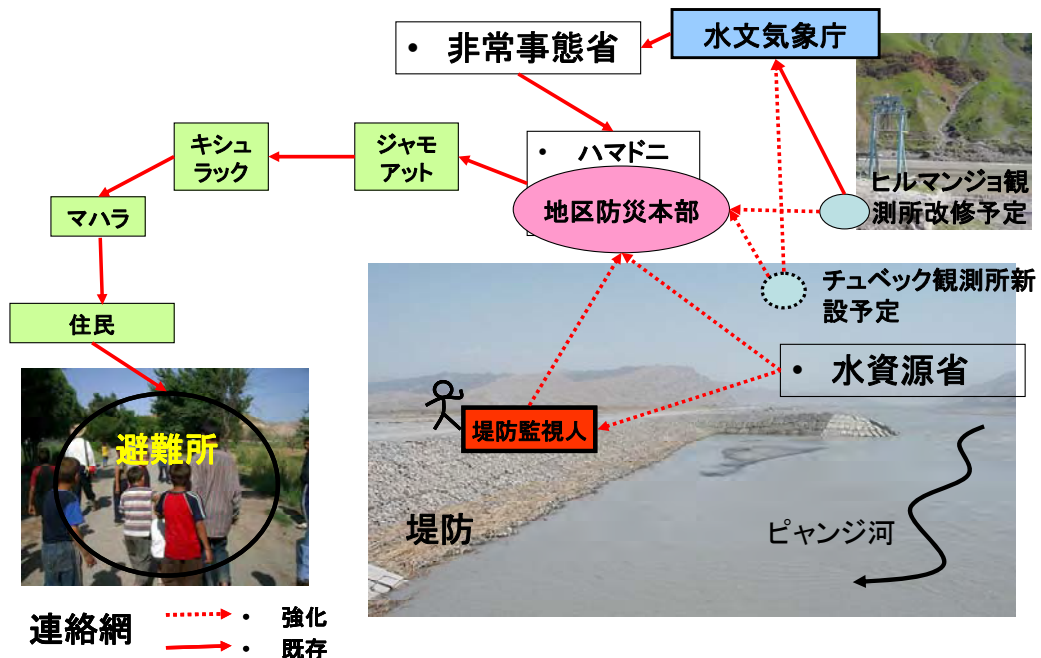 水文気象庁
• 非常事態省
キシュ
ラック
ジャモ
アット
• ハマドニ
地区防災本部
ヒルマンジョ観
測所改修予定
マハラ
チュベック観測所新
設予定
住民
• 水資源省
堤防監視人
避難所
堤防
ピャンジ河
連絡網
• 強化
• 既存